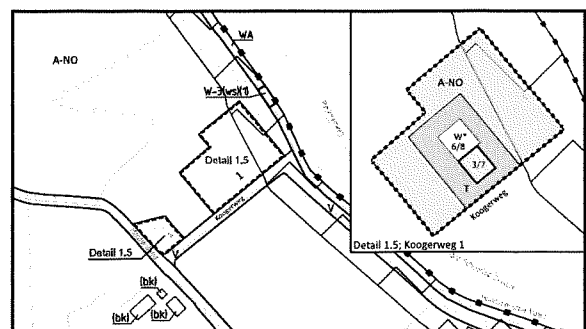 A-NO
WA
W-3(ws)(1)
Detail 1.5
1
Koogerweg
V
Detail 1.5
V
(bk)
(bk)
(bk)
A-NO
W*
6/8
3/7
T
Koogerweg
Detail 1.5; Koogerweg 1